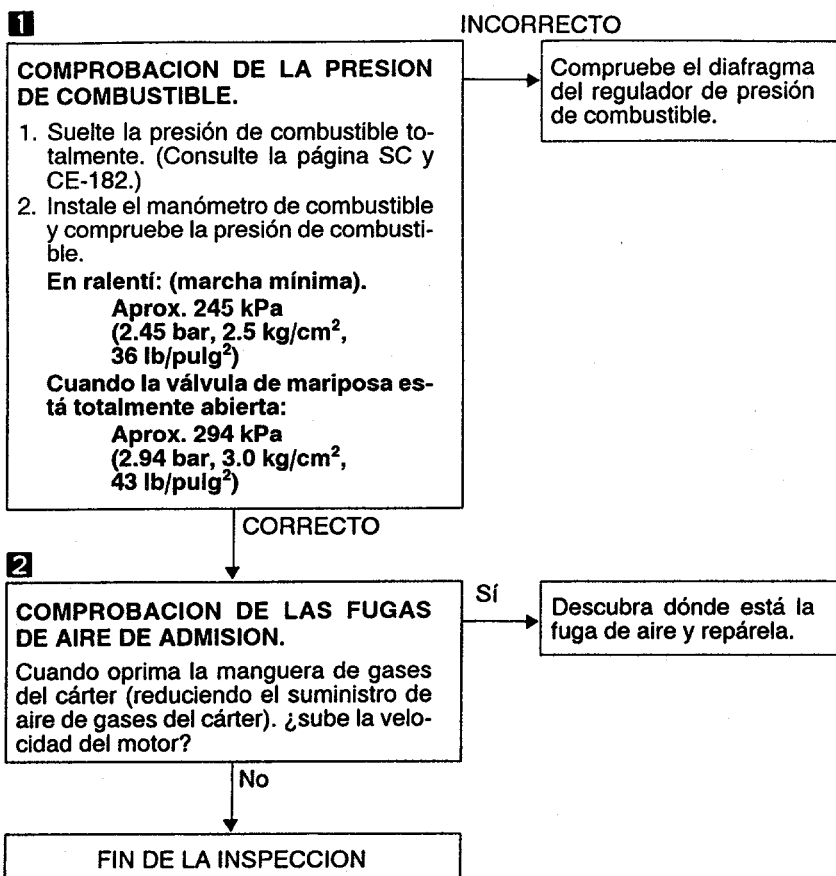 1
INCORRECTO
COMPROBACION DE LA PRESION
DE COMBUSTIBLE.
1. Suelte la presión de combustible to-
talmente. (Consulte la página SC y
CE-182.)
2. Instale el manómetro de combustible
y compruebe la presión de combusti-
ble.
En ralentí: (marcha mínima).
Aprox. 245 kPa
(2.45 bar, 2.5 kg/cm²,
36 lb/pulg²)
Cuando la válvula de mariposa es-
tá totalmente abierta:
Aprox. 294 kPa
(2.94 bar, 3.0 kg/cm²,
43 lb/pulg²)
Compruebe el diafragma
del regulador de presión
de combustible.
CORRECTO
2
COMPROBACION DE LAS FUGAS
DE AIRE DE ADMISION.
Cuando oprima la manguera de gases
del cárter (reduciendo el suministro de
aire de gases del cárter). ¿sube la velo-
cidad del motor?
Sí
Descubra dónde está la
fuga de aire y repárela.
No
FIN DE LA INSPECCION